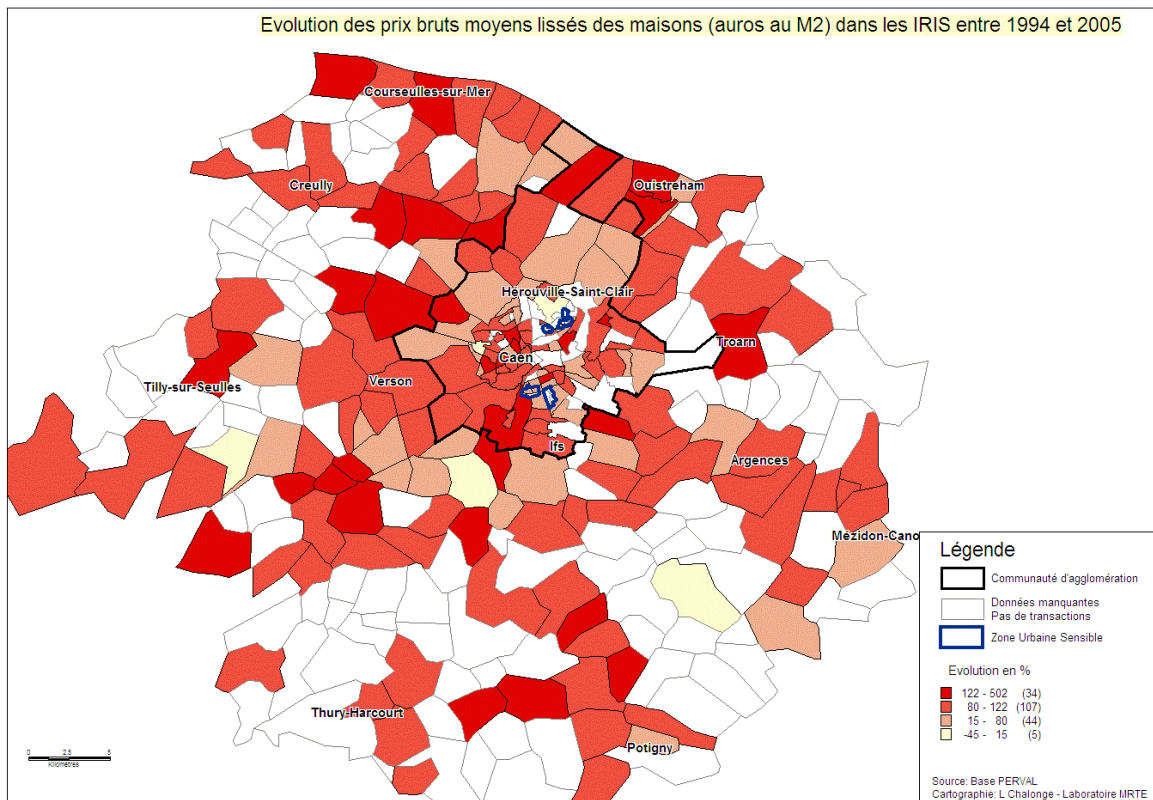 Evolution des prix bruts moyens lissés des maisons (auros au M2) dans les IRIS entre 1994 et 2005
Courseulles-sur-Mer
Creully
Ouistreham
Hérouville-Saint-Clair
Troarn
Caen
Verson
Tilly-sur-Seulles
Ifs
Argences
Mézidon-Cano
Thury-Harcourt
Potigny
0 2,5 5
Kilomètres
Légende
Communauté d'agglomération
Données manquantes
Pas de transactions
Zone Urbaine Sensible
Evolution en %
122 - 502 (34)
80 - 122 (107)
15 - 80 (44)
-45 - 15 (5)
Source: Base PERVAL
Cartographie: L Chalonge - Laboratoire MRTE